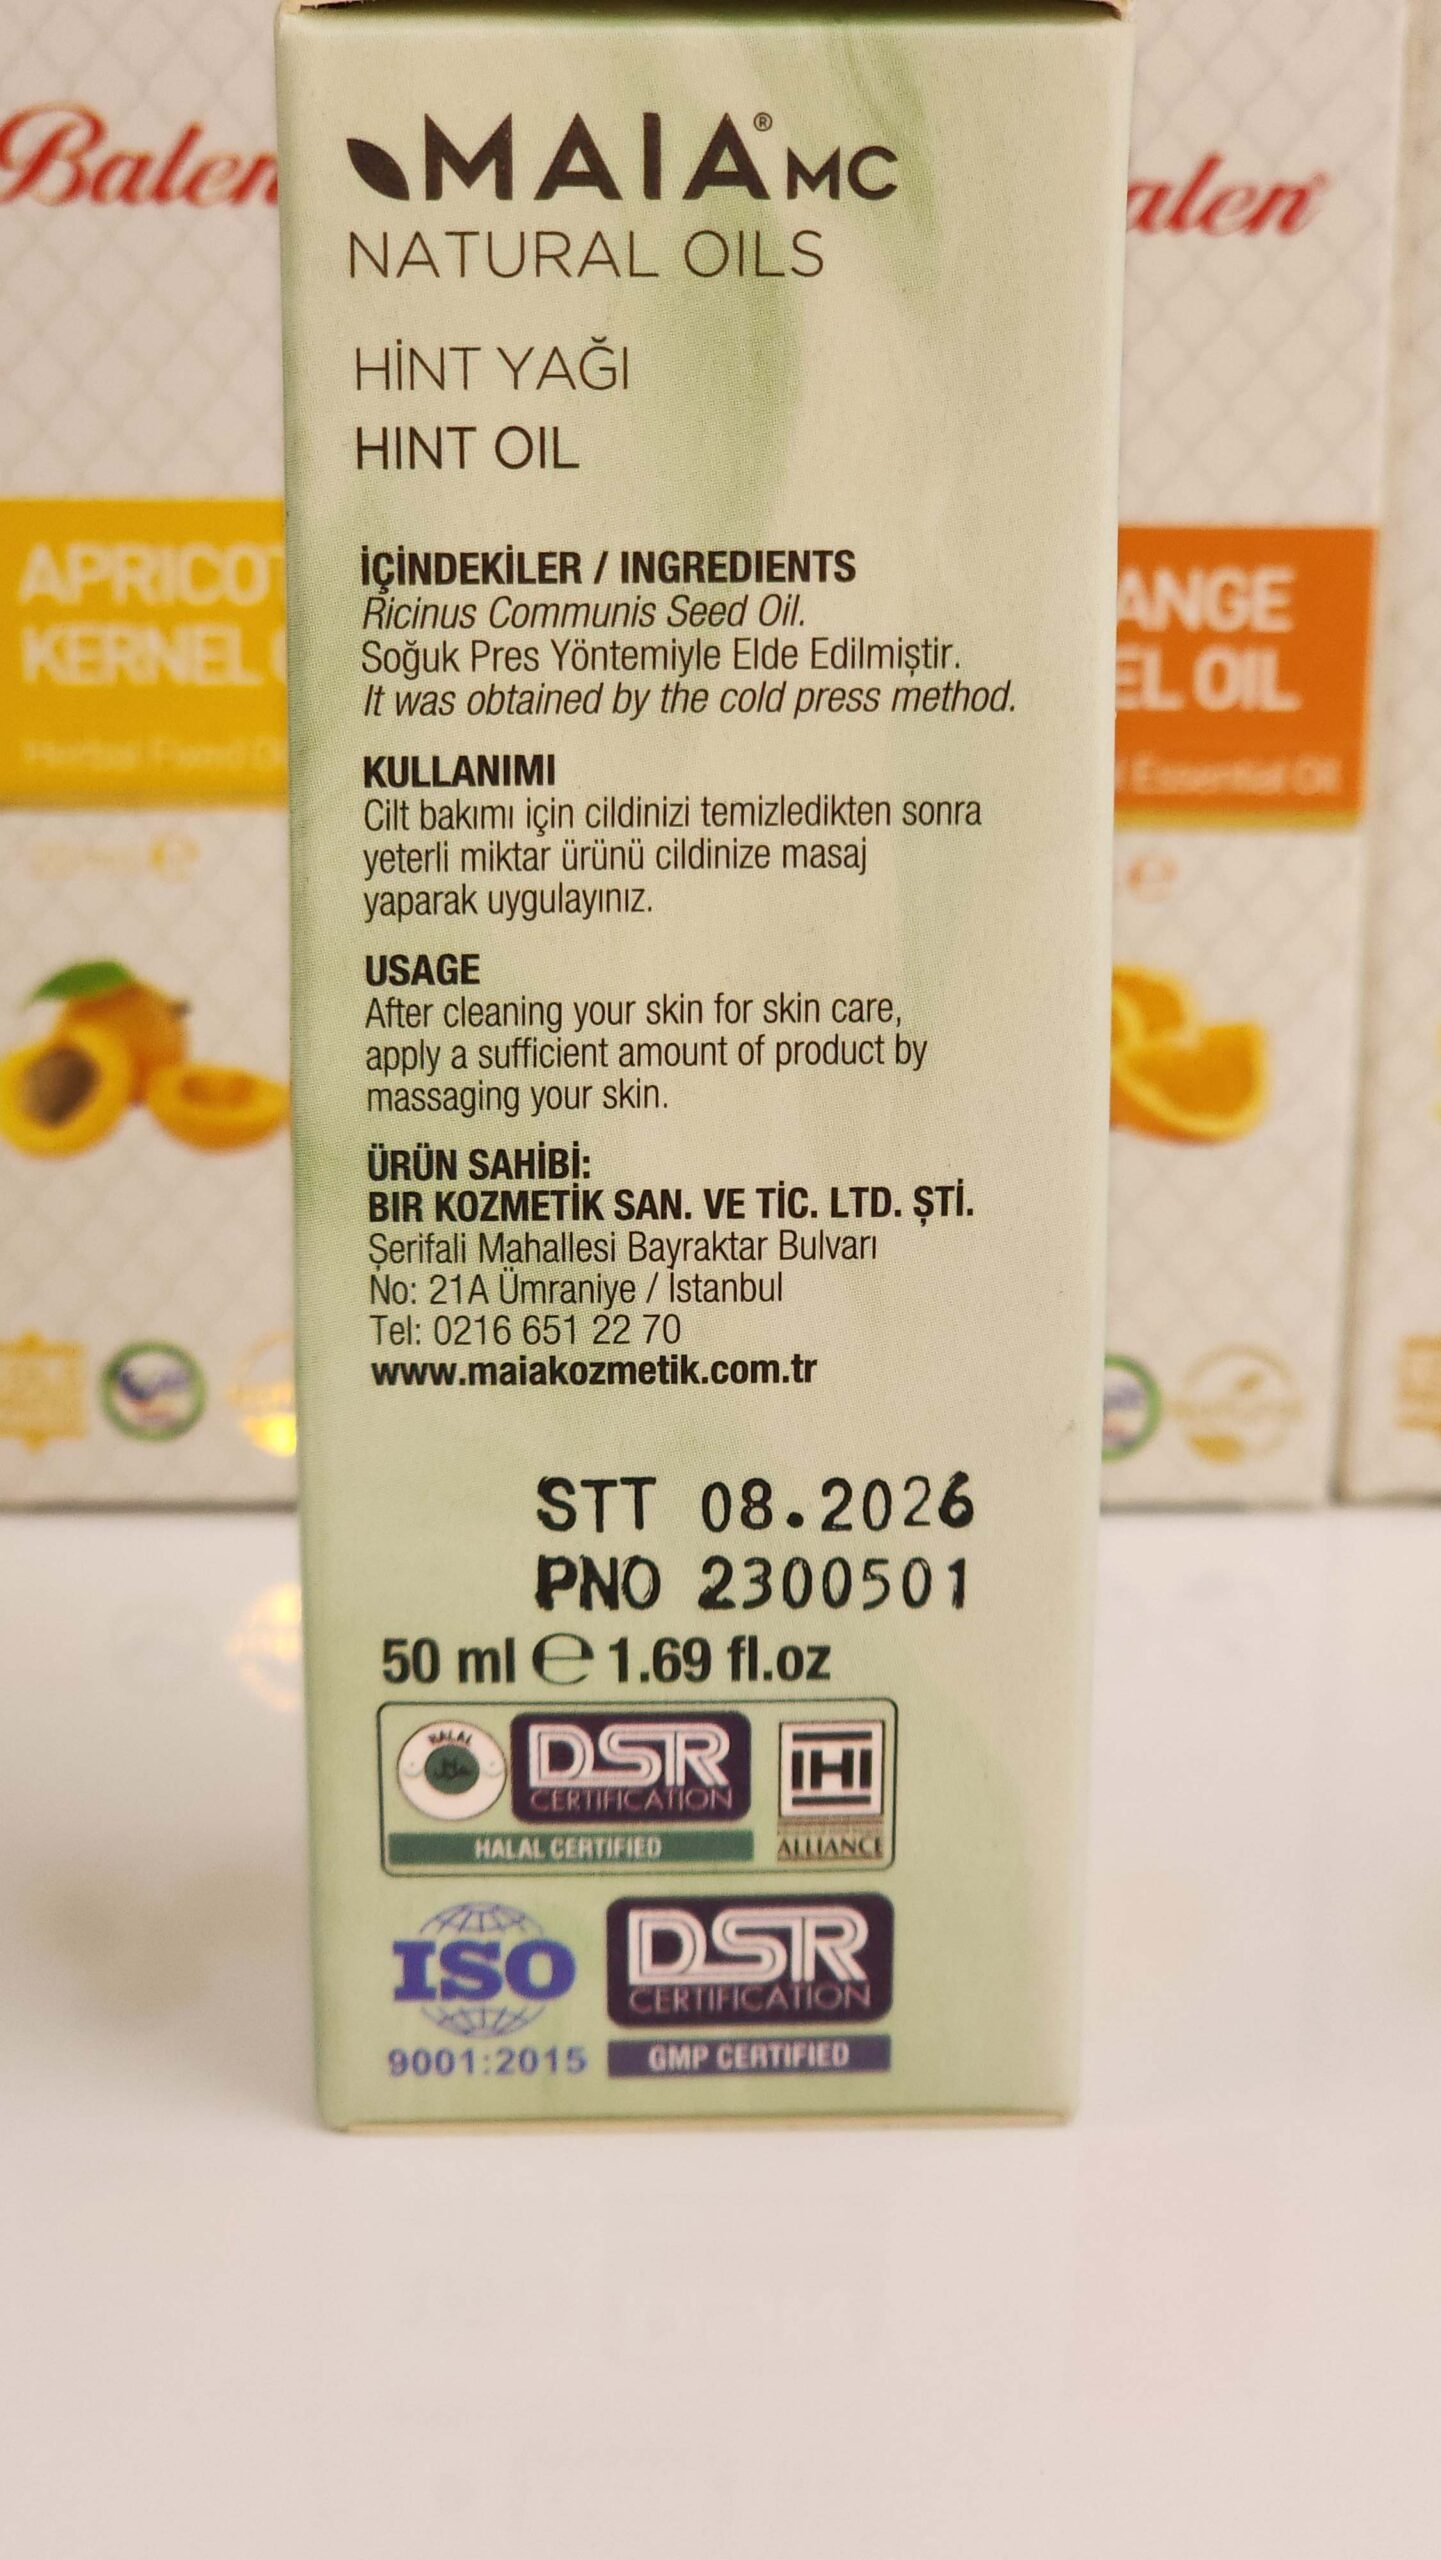 MAIA® MC
NATURAL OILS
HİNT YAĞI
HINT OIL
İÇİNDEKİLER / INGREDIENTS
Ricinus Communis Seed Oil.
Soğuk Pres Yöntemiyle Elde Edilmiştir.
It was obtained by the cold press method.
KULLANIMI
Cilt bakımı için cildinizi temizledikten sonra
yeterli miktar ürünü cildinize masaj
yaparak uygulayınız.
USAGE
After cleaning your skin for skin care,
apply a sufficient amount of product by
massaging your skin.
ÜRÜN SAHİBİ:
BIR KOZMETİK SAN. VE TİC. LTD. ŞTİ.
Şerifali Mahallesi Bayraktar Bulvarı
No: 21A Ümraniye / İstanbul
Tel: 0216 651 22 70
www.maiakozmetik.com.tr
STT 08.2026
PNO 2300501
50 ml ℮ 1.69 fl.oz
HALAL
DSR
CERTIFICATION
HALAL CERTIFIED
IHI
ALLIANCE
ISO
9001:2015
DSR
CERTIFICATION
GMP CERTIFIED
Balen
APRICOT
KERNEL
alen®
ANGE
EL OIL
Essential Oil